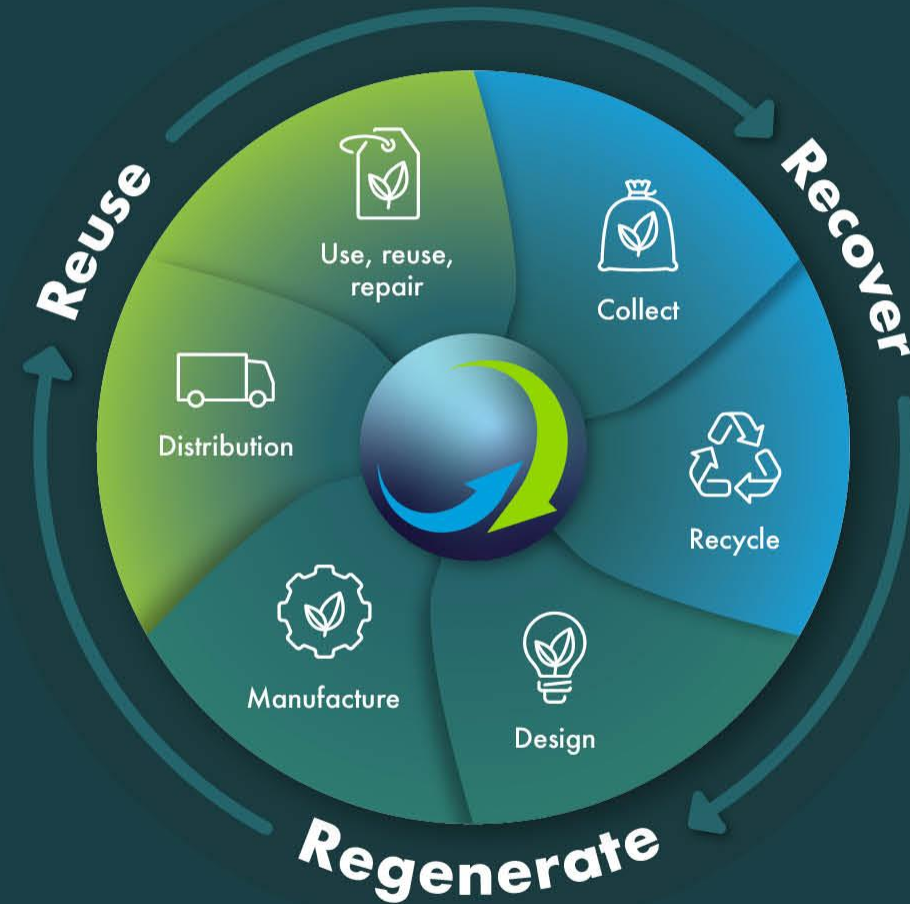 Reuse
Recover
Use, reuse,
repair
Collect
Distribution
Recycle
Manufacture
Design
Regenerate